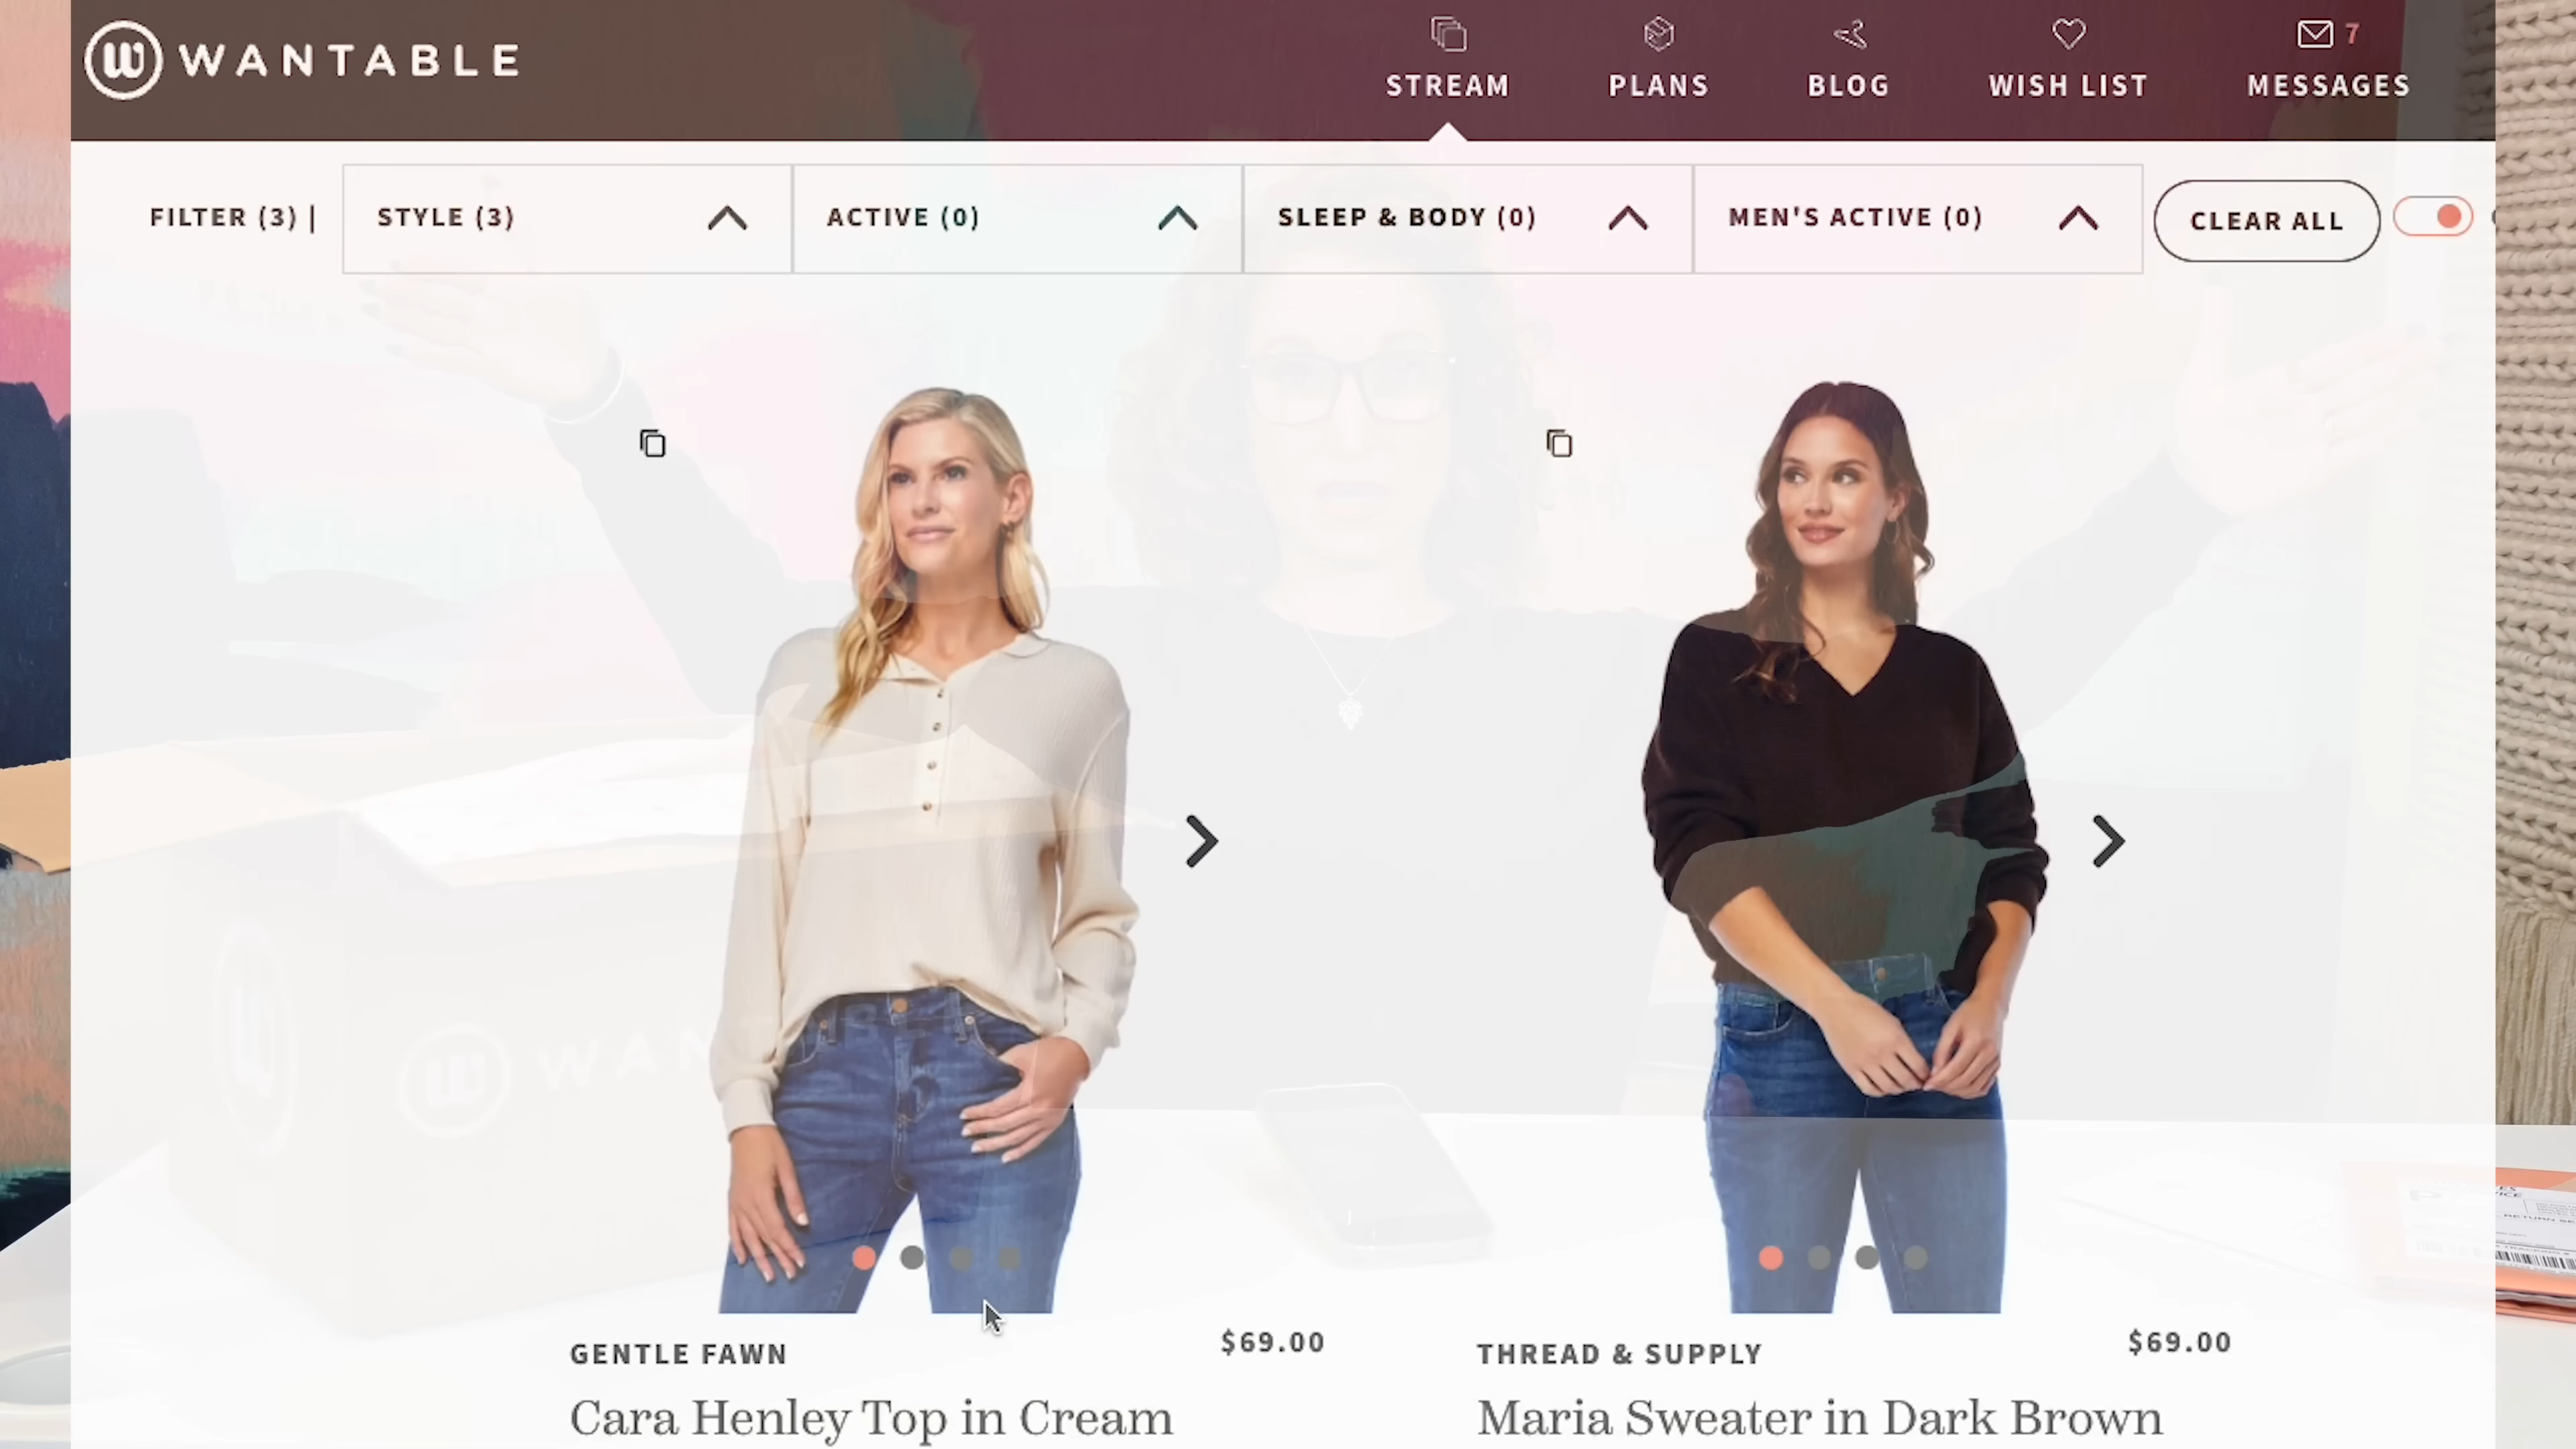 WANTABLE
STREAM
PLANS
BLOG
WISH LIST
7
MESSAGES
FILTER (3) |
STYLE (3)
ACTIVE (0)
SLEEP & BODY (0)
MEN'S ACTIVE (0)
CLEAR ALL
GENTLE FAWN
$69.00
Cara Henley Top in Cream
THREAD & SUPPLY
$69.00
Maria Sweater in Dark Brown